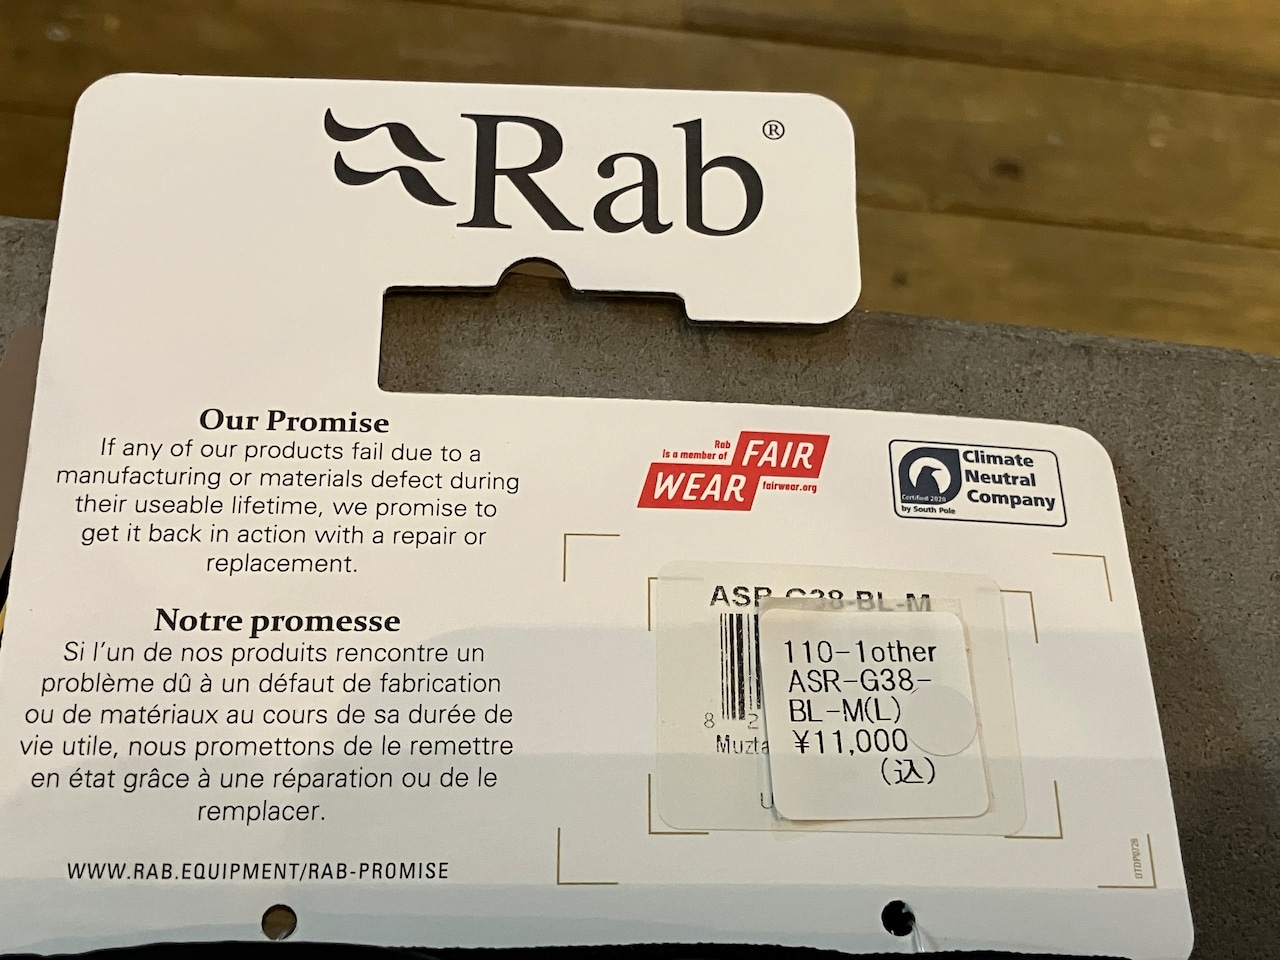 Rab®
Our Promise
If any of our products fail due to a
manufacturing or materials defect during
their useable lifetime, we promise to
get it back in action with a repair or
replacement.
Notre promesse
Si l'un de nos produits rencontre un
problème dû à un défaut de fabrication
ou de matériaux au cours de sa durée de
vie utile, nous promettons de le remettre
en état grâce à une réparation ou de le
remplacer.
WWW.RAB.EQUIPMENT/RAB-PROMISE
Rab
is a member of
FAIR
WEAR
fairwear.org
Climate
Neutral
Company
Certified 2020
by South Pole
110-1other
ASR-G38-
BL-M(L)
¥11,000
(込)